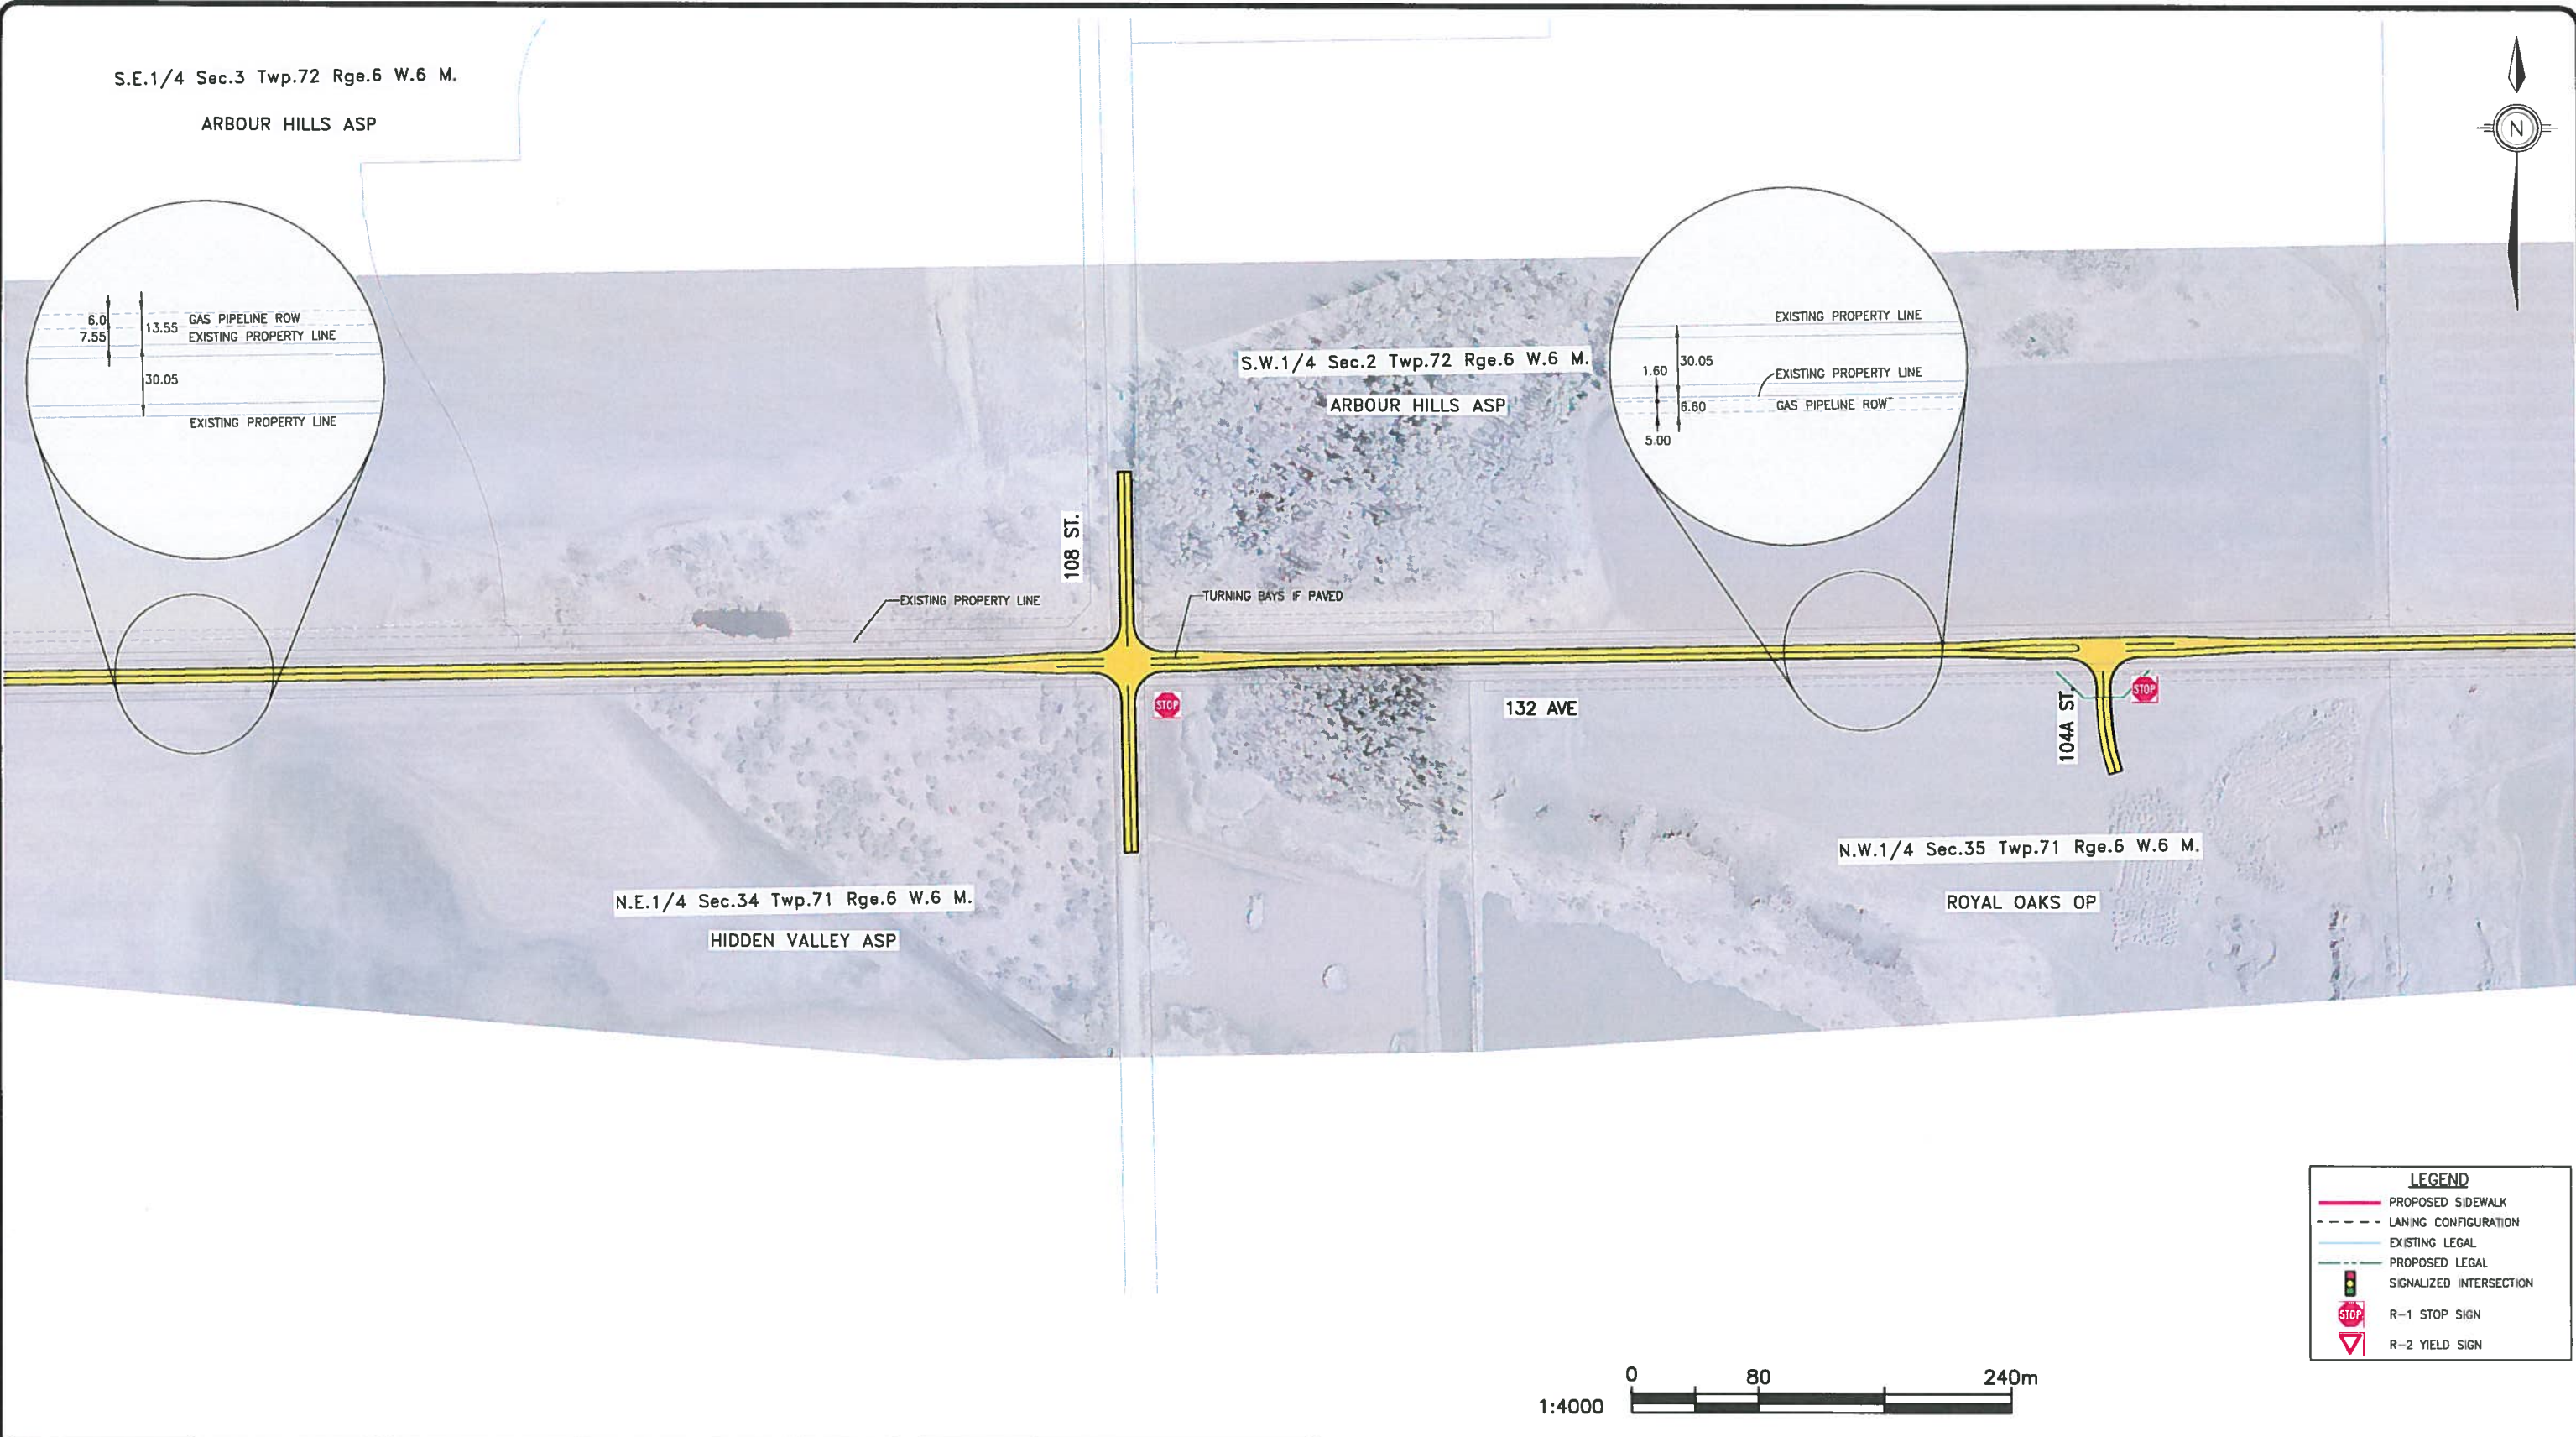 S.E.1/4 Sec.3 Twp.72 Rge.6 W.6 M.
ARBOUR HILLS ASP
N
6.0
7.55
13.55
GAS PIPELINE ROW
EXISTING PROPERTY LINE
30.05
EXISTING PROPERTY LINE
S.W.1/4 Sec.2 Twp.72 Rge.6 W.6 M.
ARBOUR HILLS ASP
EXISTING PROPERTY LINE
30.05
1.60
EXISTING PROPERTY LINE
6.60
GAS PIPELINE ROW
5.00
108 ST.
EXISTING PROPERTY LINE
TURNING BAYS IF PAVED
STOP
132 AVE
104A ST.
STOP
N.E.1/4 Sec.34 Twp.71 Rge.6 W.6 M.
HIDDEN VALLEY ASP
N.W.1/4 Sec.35 Twp.71 Rge.6 W.6 M.
ROYAL OAKS OP
LEGEND
PROPOSED SIDEWALK
LANING CONFIGURATION
EXISTING LEGAL
PROPOSED LEGAL
SIGNALIZED INTERSECTION
STOP R-1 STOP SIGN
R-2 YIELD SIGN
0 80 240m
1:4000